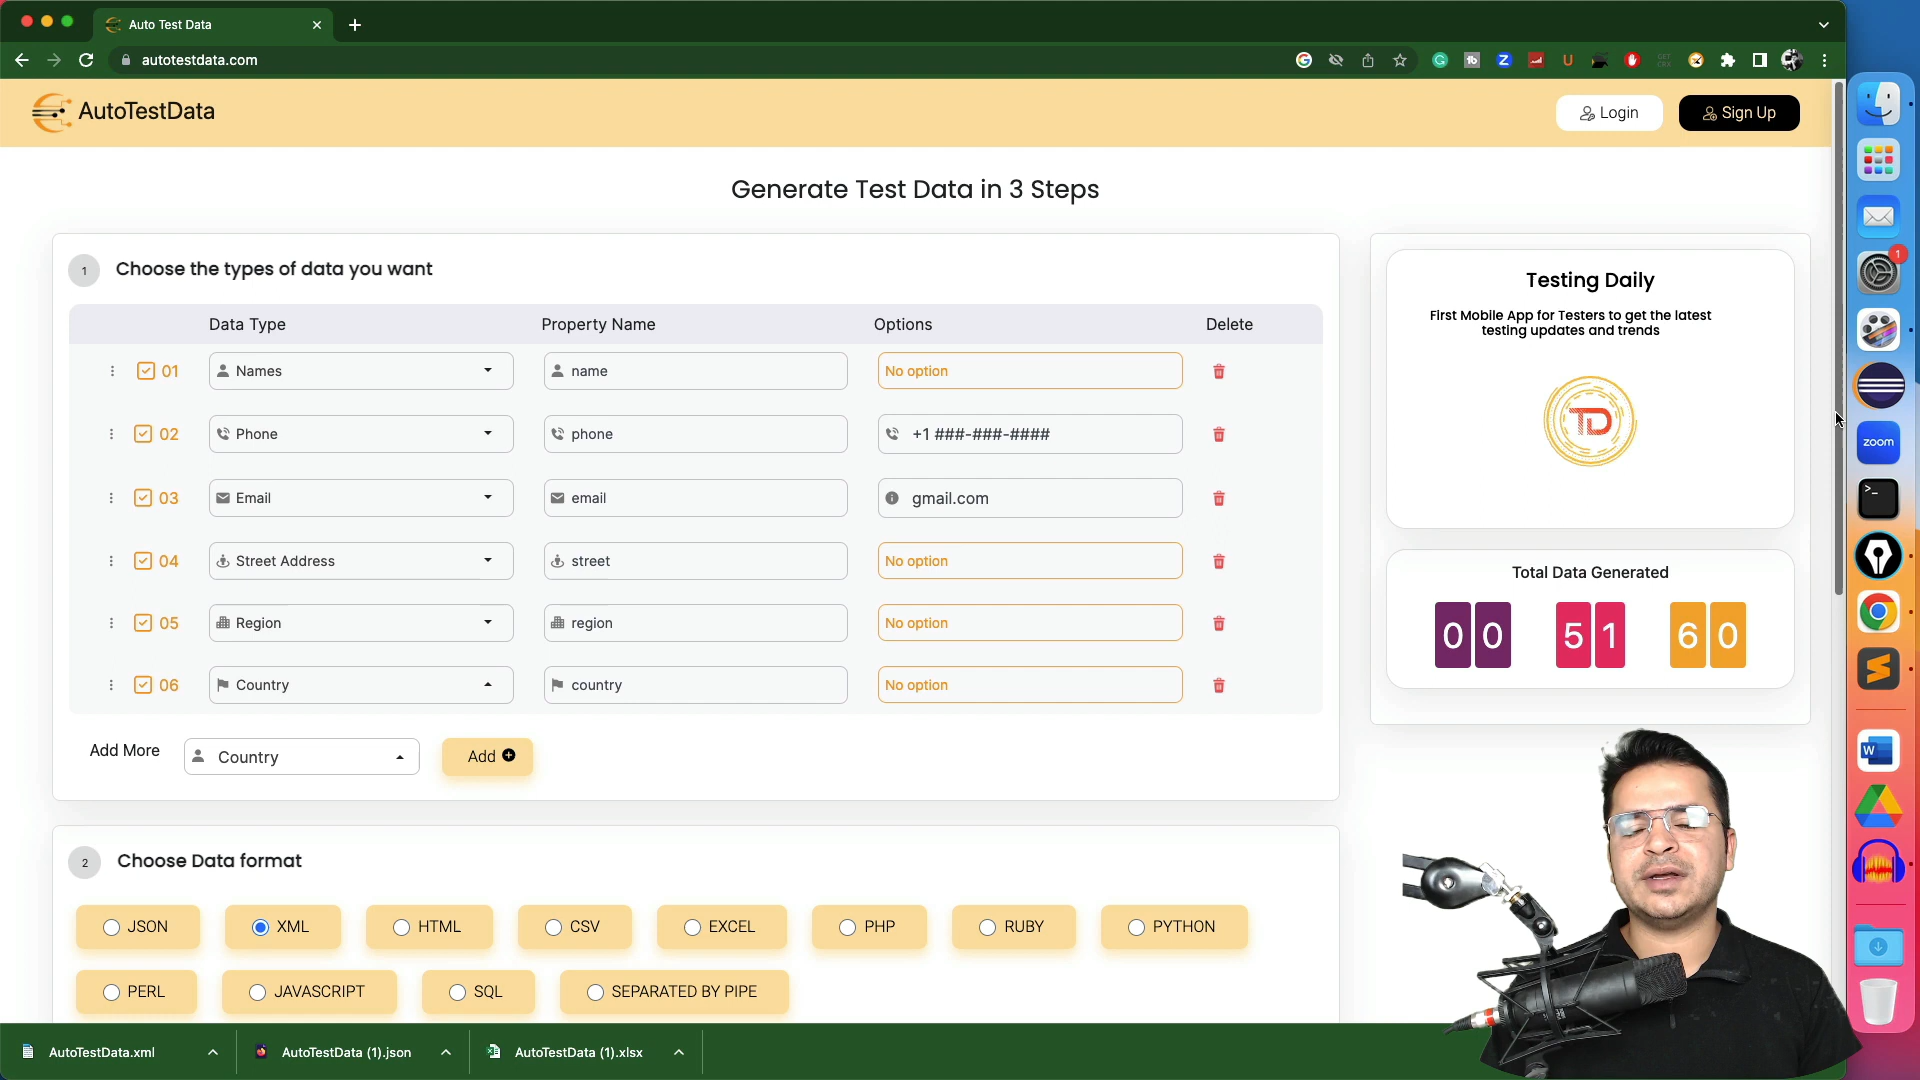 Auto Test Data
autotestdata.com
AutoTestData
Login
Sign Up
Generate Test Data in 3 Steps
1 Choose the types of data you want
Data Type Property Name Options Delete
01 Names name No option
02 Phone phone +1 ###-###-####
03 Email email gmail.com
04 Street Address street No option
05 Region region No option
06 Country country No option
Add More Country Add
Testing Daily
First Mobile App for Testers to get the latest
testing updates and trends
TD
Total Data Generated
00 51 60
2 Choose Data format
JSON XML HTML CSV EXCEL PHP RUBY PYTHON
PERL JAVASCRIPT SQL SEPARATED BY PIPE
AutoTestData.xml AutoTestData (1).json AutoTestData (1).xlsx
1
zoom
>_
W